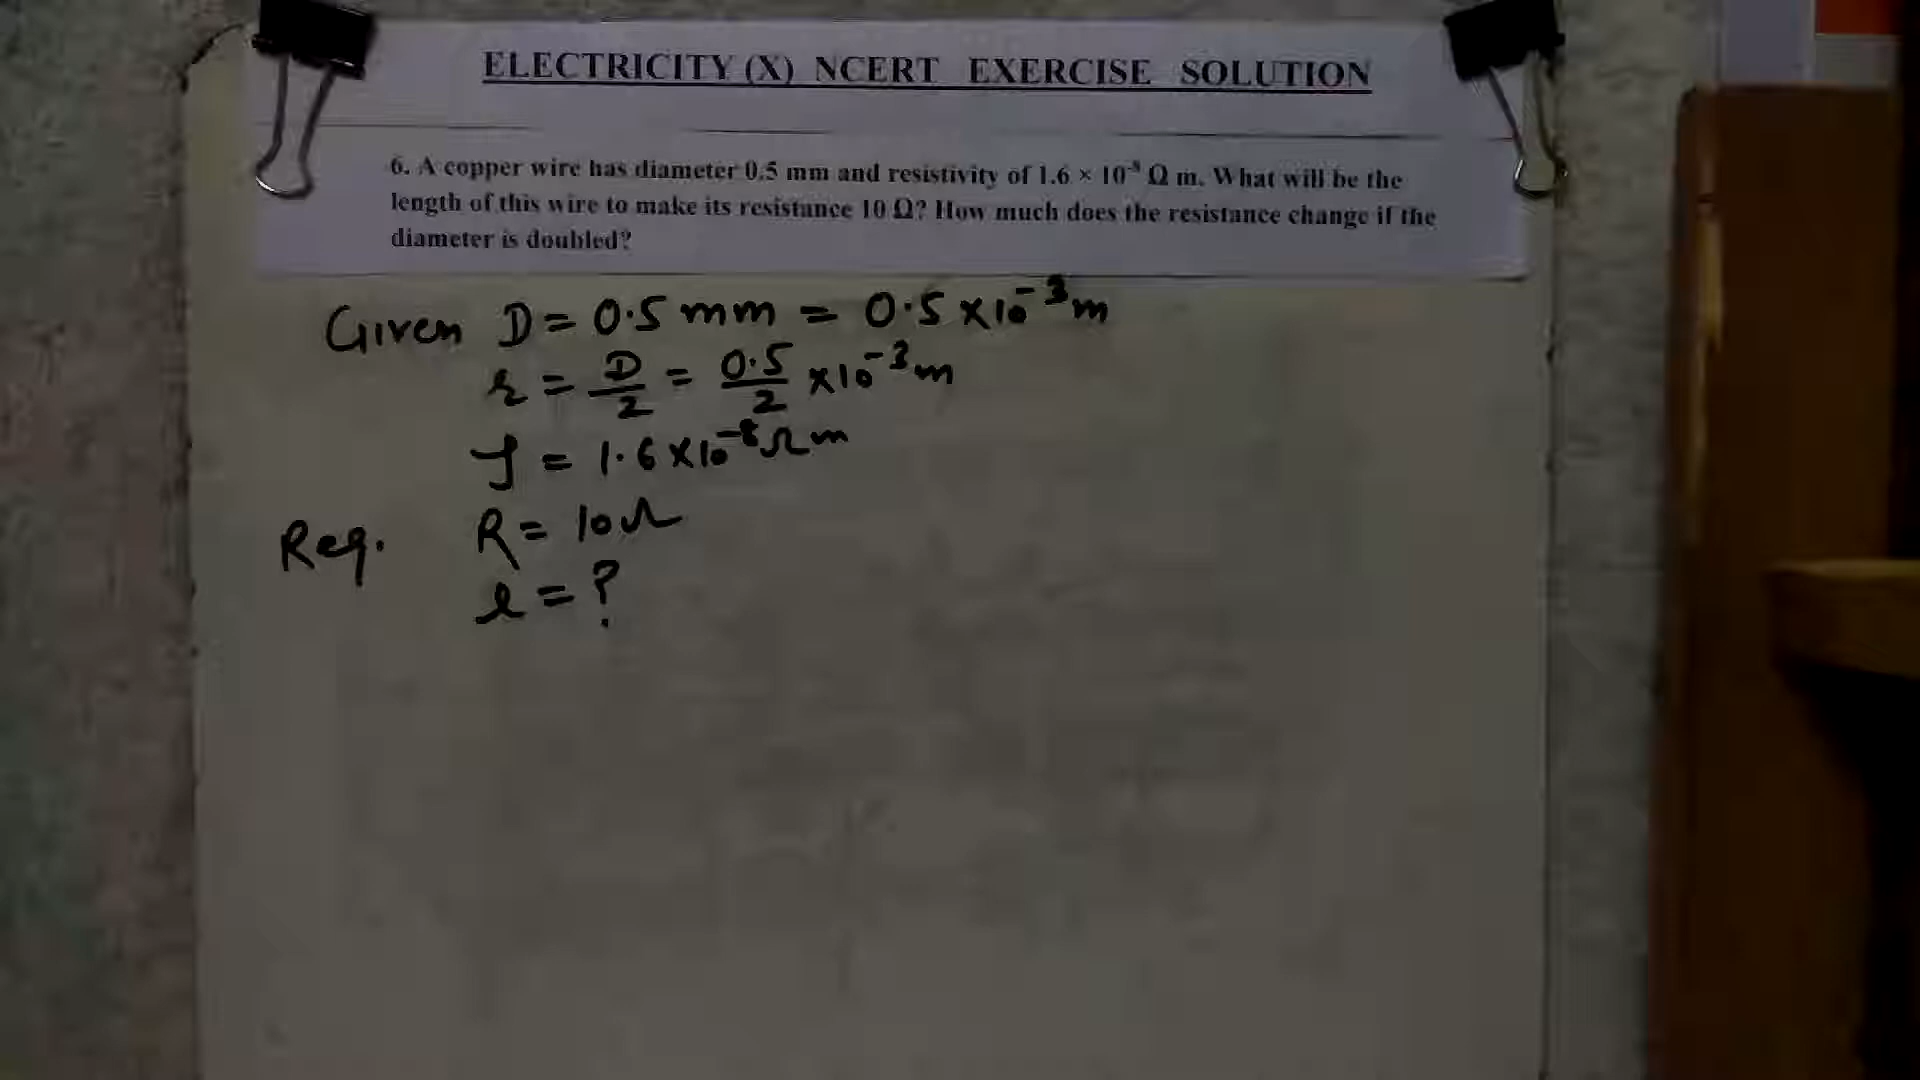 ELECTRICITY (X) NCERT EXERCISE SOLUTION
6. A copper wire has diameter 0.5 mm and resistivity of 1.6 × 10⁻⁸ Ω m. What will be the
length of this wire to make its resistance 10 Ω? How much does the resistance change if the
diameter is doubled?
Given D = 0.5 mm = 0.5 × 10⁻³ m
r = D/2 = 0.5/2 × 10⁻³ m
ρ = 1.6 × 10⁻⁸ Ω m
Req. R = 10 Ω
l = ?